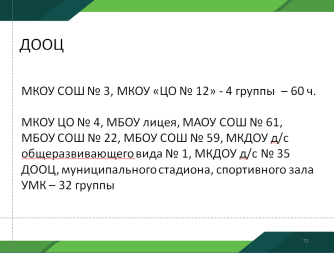 ДООЦ
МКОУ СОШ № 3, МКОУ «ЦО № 12» - 4 группы – 60 ч.
МКОУ ЦО № 4, МБОУ лицея, МАОУ СОШ № 61,
МБОУ СОШ № 22, МБОУ СОШ № 59, МКДОУ д/с
общеразвивающего вида № 1, МКДОУ д/с № 35
ДООЦ, муниципального стадиона, спортивного зала
УМК – 32 группы
72